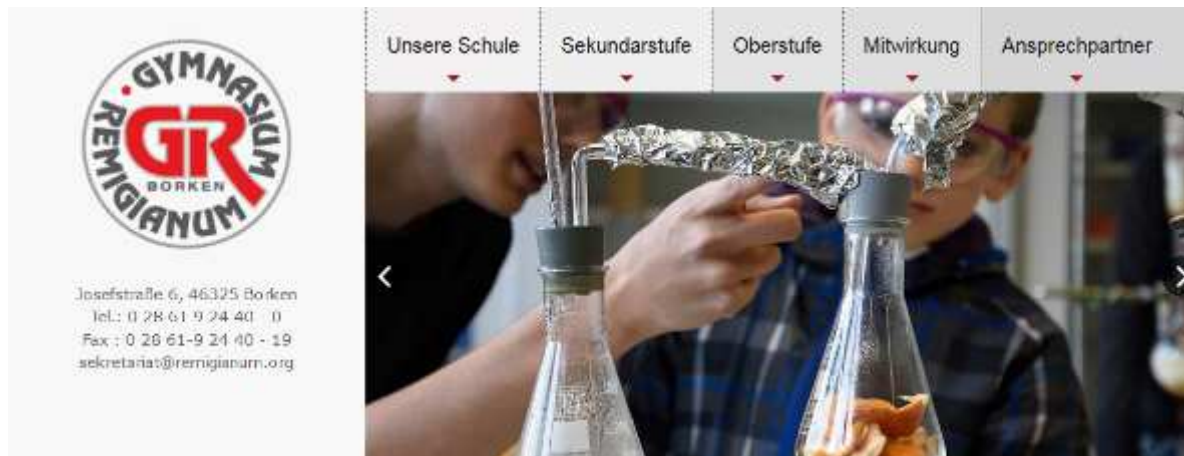 GYMNASIUM
REMIGIANUM
GR
BORKEN
Josefstraße 6, 46325 Borken
Tel.: 0 28 61-9 24 40 - 0
Fax : 0 28 61-9 24 40 - 19
sekretariat@remigianum.org
Unsere Schule
Sekundarstufe
Oberstufe
Mitwirkung
Ansprechpartner